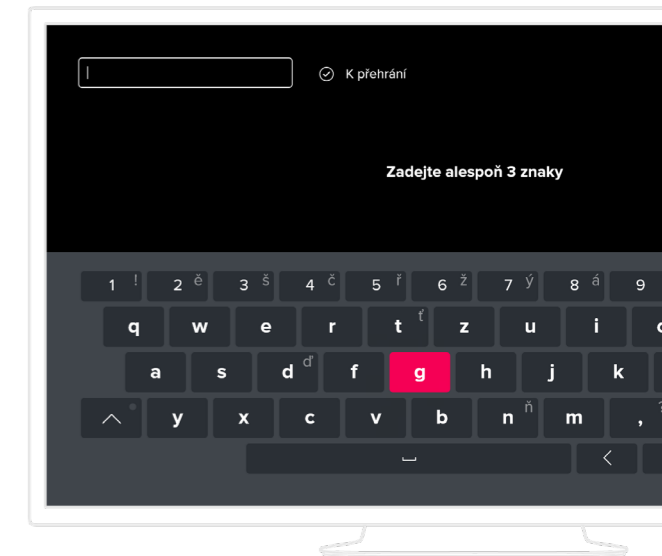 K přehrání
Zadejte alespoň 3 znaky
1 ! 2 ě 3 š 4 č 5 ř 6 ž 7 ý 8 á 9
q w e r t ť z u i
a s d ď f g h j k
y x c v b n ň m ,